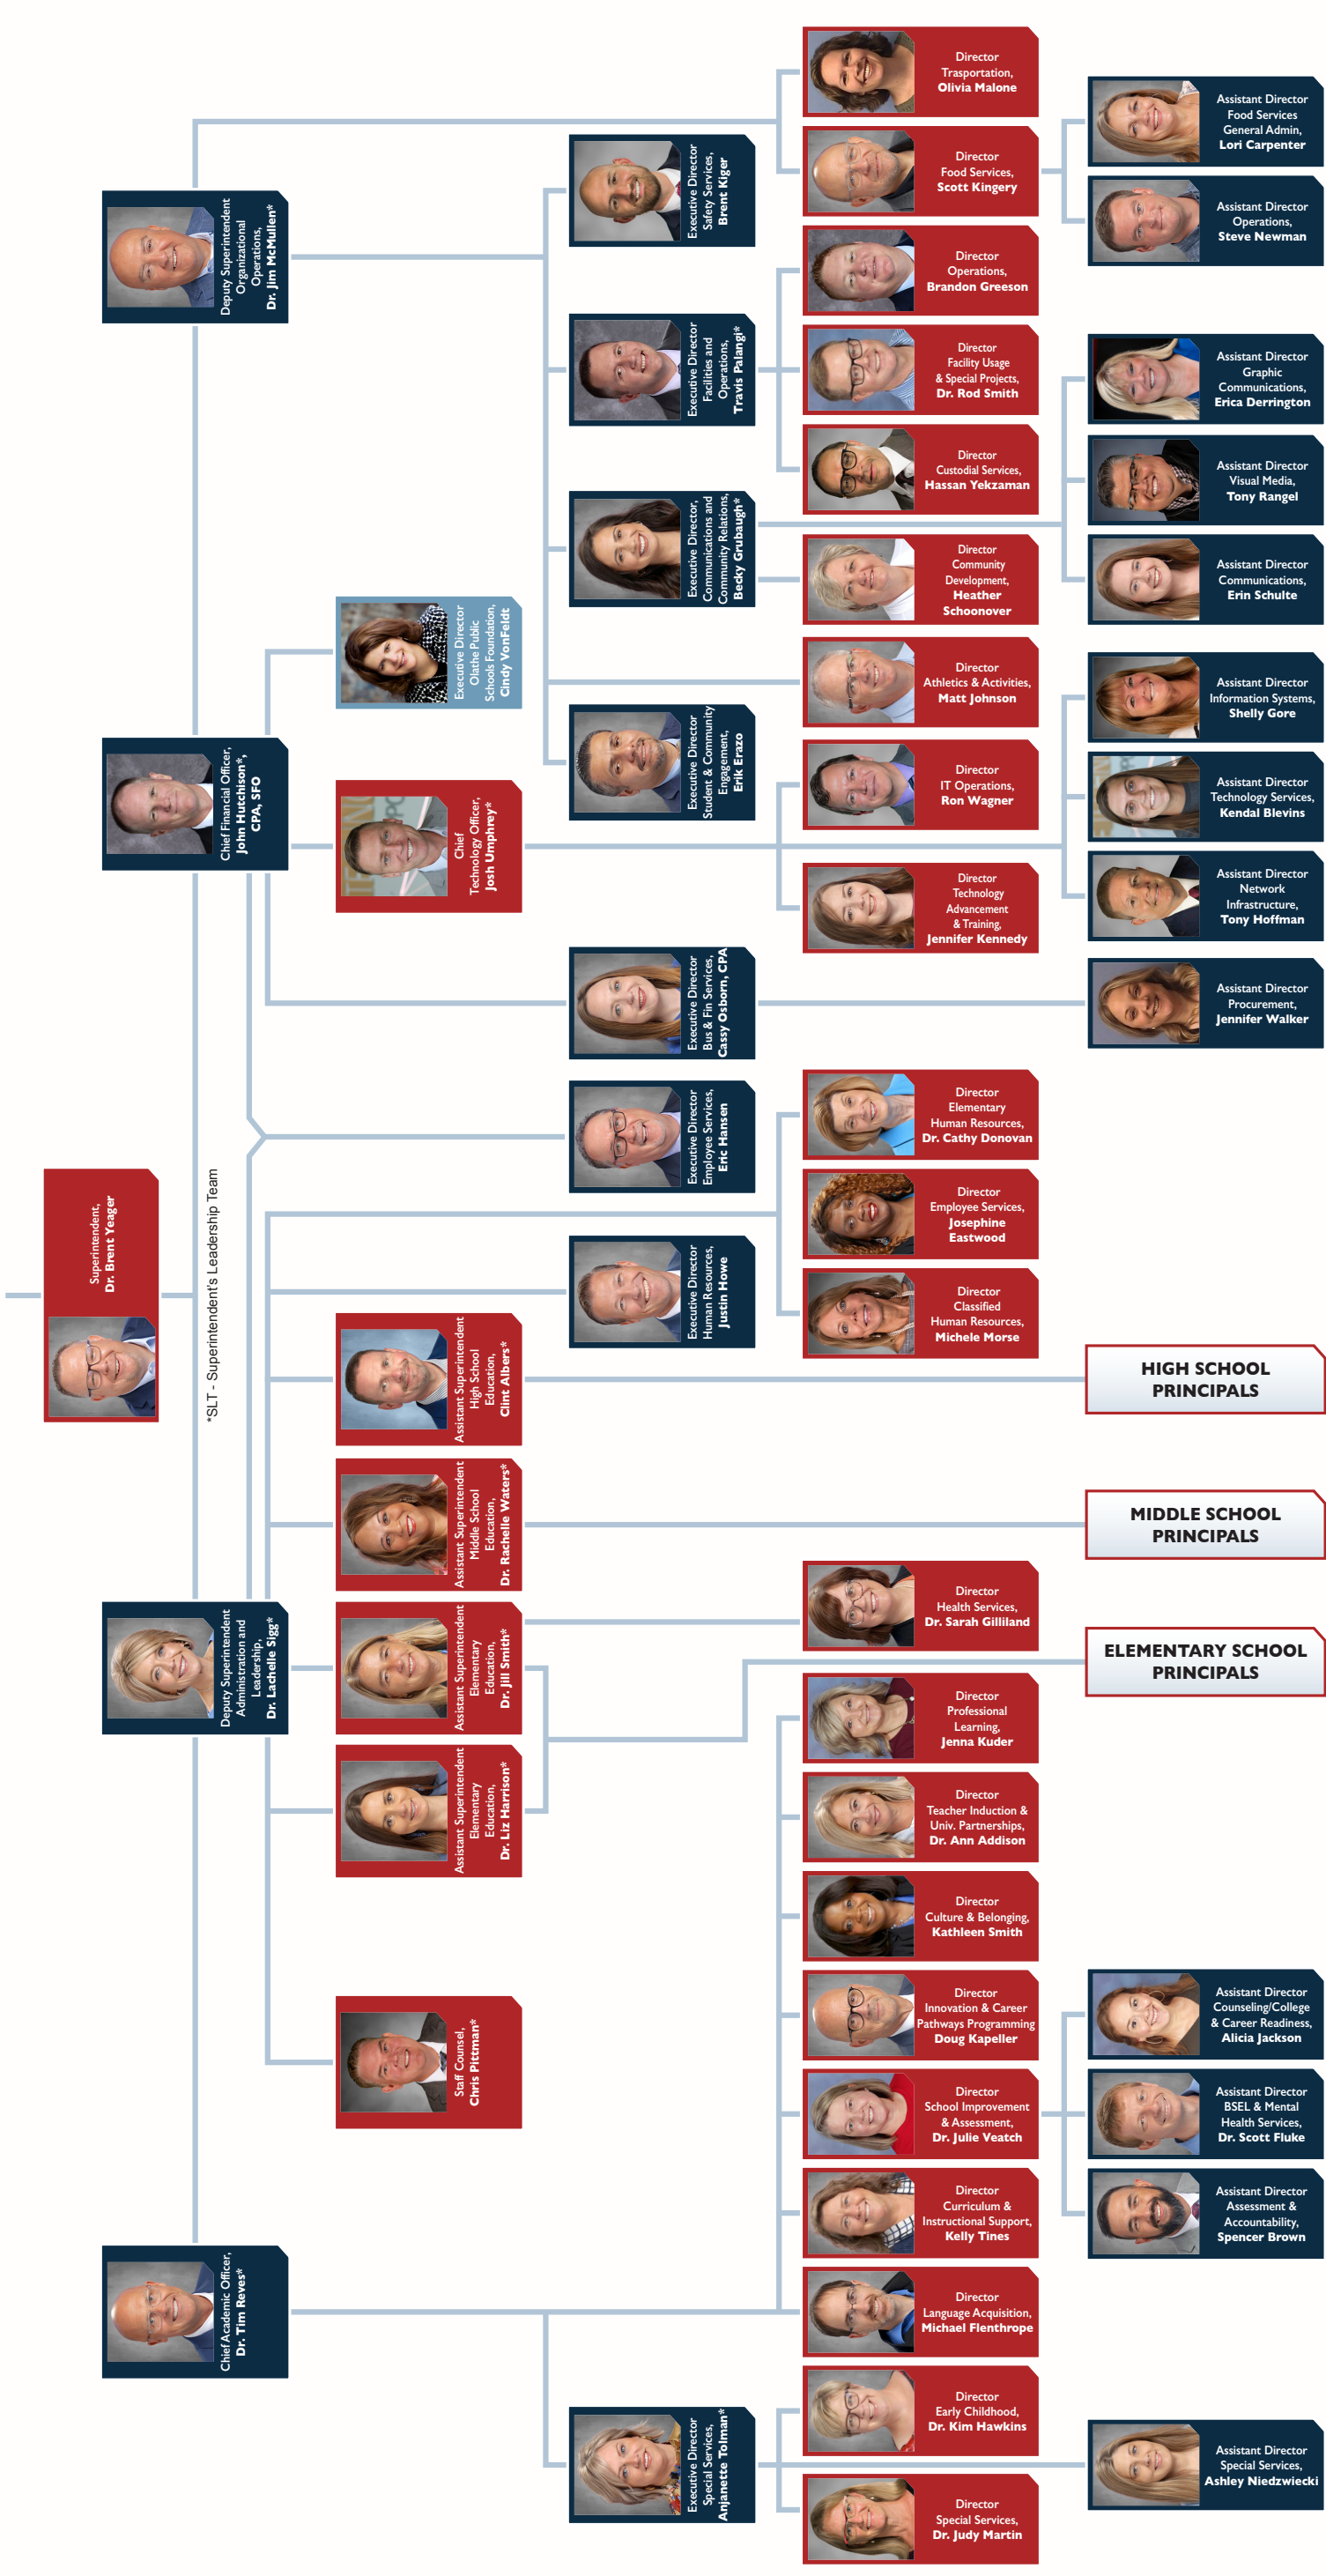 Superintendent,
Dr. Brent Yeager
*SLT - Superintendent's Leadership Team
Chief Academic Officer,
Dr. Tim Reves*
Deputy Superintendent
Administration and
Leadership,
Dr. Lachelle Sigg*
Chief Financial Officer,
John Hutchison*,
CPA, SFO
Deputy Superintendent
Organizational
Operations,
Dr. Jim McMullen*
Staff Counsel,
Chris Pittman*
Assistant Superintendent
Elementary
Education,
Dr. Liz Harrison*
Assistant Superintendent
Elementary
Education,
Dr. Jill Smith*
Assistant Superintendent
Middle School
Education,
Dr. Rachelle Waters*
Assistant Superintendent
High School
Education,
Clint Albers*
Chief
Technology Officer,
Josh Umphrey*
Executive Director
Olathe Public
Schools Foundation,
Cindy VonFeldt
Executive Director
Special Services,
Anjanette Tolman*
Executive Director
Human Resources,
Justin Howe
Executive Director
Employee Services,
Eric Hansen
Executive Director
Bus & Fin Services,
Cassy Osborn, CPA
Executive Director
Student & Community
Engagement,
Erik Erazo
Executive Director,
Communications and
Community Relations,
Becky Grubaugh*
Executive Director
Facilities and
Operations,
Travis Palangi*
Executive Director
Safety Services,
Brent Kiger
Director
Trasportation,
Olivia Malone
Director
Food Services,
Scott Kingery
Director
Operations,
Brandon Greeson
Director
Facility Usage
& Special Projects,
Dr. Rod Smith
Director
Custodial Services,
Hassan Yekzaman
Director
Community
Development,
Heather
Schoonover
Director
Athletics & Activities,
Matt Johnson
Director
IT Operations,
Ron Wagner
Director
Technology
Advancement
& Training,
Jennifer Kennedy
Director
Elementary
Human Resources,
Dr. Cathy Donovan
Director
Employee Services,
Josephine
Eastwood
Director
Classified
Human Resources,
Michele Morse
Director
Health Services,
Dr. Sarah Gilliland
Director
Professional
Learning,
Jenna Kuder
Director
Teacher Induction &
Univ. Partnerships,
Dr. Ann Addison
Director
Culture & Belonging,
Kathleen Smith
Director
Innovation & Career
Pathways Programming
Doug Kapeller
Director
School Improvement
& Assessment,
Dr. Julie Veatch
Director
Curriculum &
Instructional Support,
Kelly Tines
Director
Language Acquisition,
Michael Flenthrope
Director
Early Childhood,
Dr. Kim Hawkins
Director
Special Services,
Dr. Judy Martin
Assistant Director
Food Services
General Admin,
Lori Carpenter
Assistant Director
Operations,
Steve Newman
Assistant Director
Graphic
Communications,
Erica Derrington
Assistant Director
Visual Media,
Tony Rangel
Assistant Director
Communications,
Erin Schulte
Assistant Director
Information Systems,
Shelly Gore
Assistant Director
Technology Services,
Kendal Blevins
Assistant Director
Network
Infrastructure,
Tony Hoffman
Assistant Director
Procurement,
Jennifer Walker
HIGH SCHOOL
PRINCIPALS
MIDDLE SCHOOL
PRINCIPALS
ELEMENTARY SCHOOL
PRINCIPALS
Assistant Director
Counseling/College
& Career Readiness,
Alicia Jackson
Assistant Director
BSEL & Mental
Health Services,
Dr. Scott Fluke
Assistant Director
Assessment &
Accountability,
Spencer Brown
Assistant Director
Special Services,
Ashley Niedzwiecki